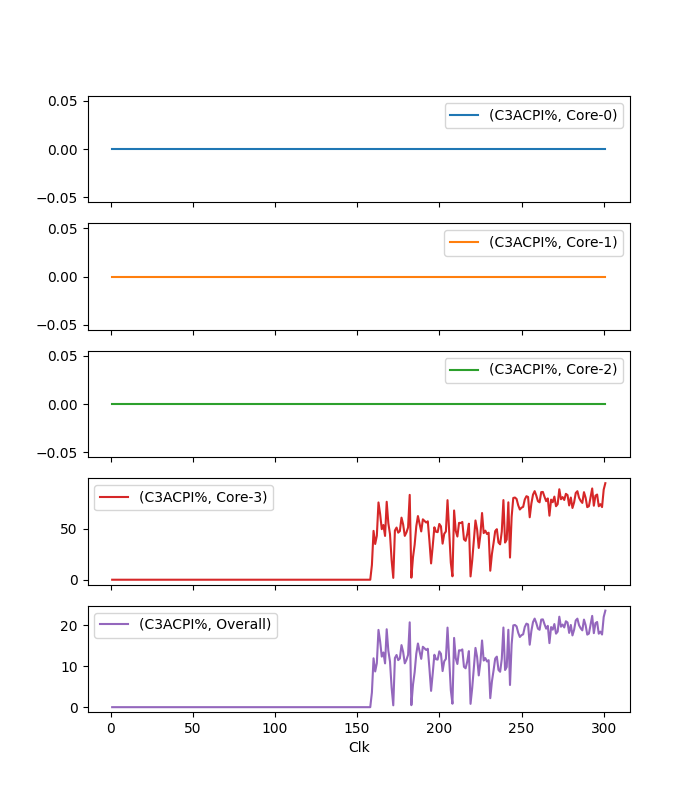 0.05
(C3ACPI%, Core-0)
0.00
−0.05
0.05
(C3ACPI%, Core-1)
0.00
−0.05
0.05
(C3ACPI%, Core-2)
0.00
−0.05
(C3ACPI%, Core-3)
50
0
(C3ACPI%, Overall)
20
10
0
0 50 100 150 200 250 300
Clk